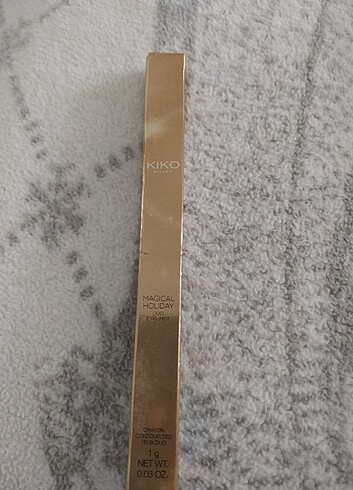 KIKO
MILANO
MAGICAL
HOLIDAY
DUO
EYELINER
CRAYON
CONTOUR DES
YEUX DUO
1 g
NET WT.
0.03 OZ.